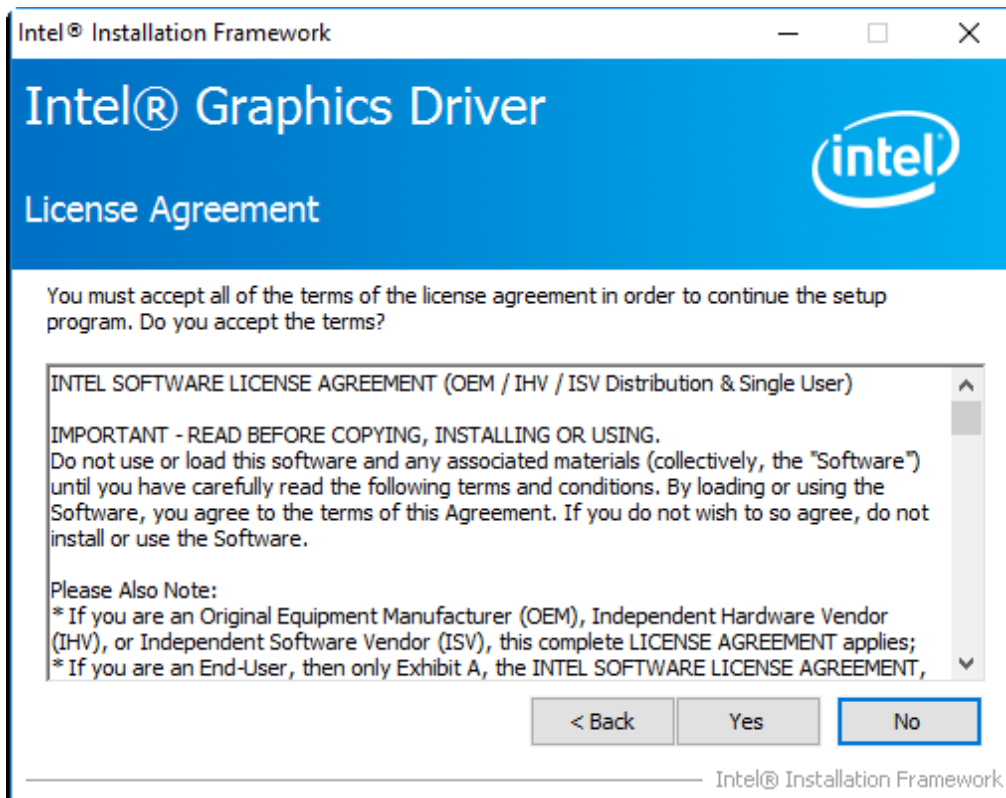 Intel® Installation Framework
Intel® Graphics Driver
intel®
License Agreement
You must accept all of the terms of the license agreement in order to continue the setup
program. Do you accept the terms?
INTEL SOFTWARE LICENSE AGREEMENT (OEM / IHV / ISV Distribution & Single User)
IMPORTANT - READ BEFORE COPYING, INSTALLING OR USING.
Do not use or load this software and any associated materials (collectively, the "Software")
until you have carefully read the following terms and conditions. By loading or using the
Software, you agree to the terms of this Agreement. If you do not wish to so agree, do not
install or use the Software.
Please Also Note:
* If you are an Original Equipment Manufacturer (OEM), Independent Hardware Vendor
(IHV), or Independent Software Vendor (ISV), this complete LICENSE AGREEMENT applies;
* If you are an End-User, then only Exhibit A, the INTEL SOFTWARE LICENSE AGREEMENT,
< Back Yes No
Intel® Installation Framework